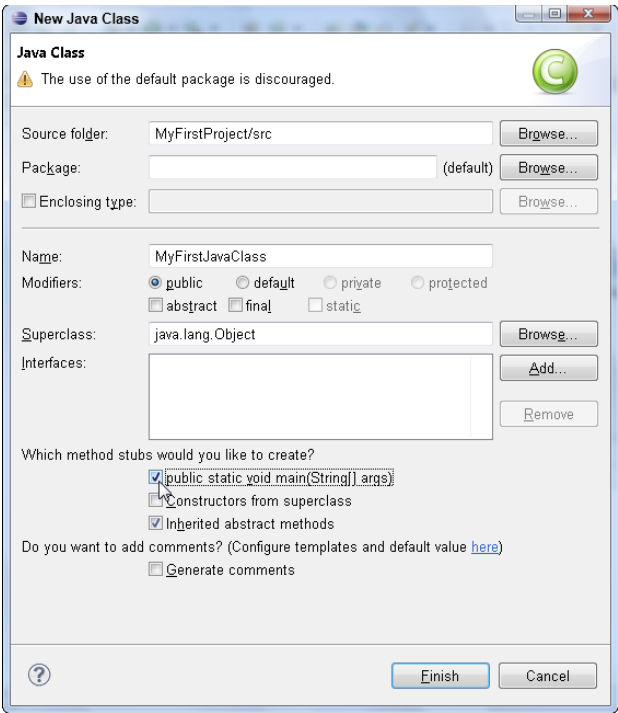 New Java Class
Java Class
The use of the default package is discouraged.
Source folder: MyFirstProject/src Browse...
Package: (default) Browse...
Enclosing type: Browse...
Name: MyFirstJavaClass
Modifiers: public default private protected
abstract final static
Superclass: java.lang.Object Browse...
Interfaces: Add...
Remove
Which method stubs would you like to create?
public static void main(String[] args)
Constructors from superclass
Inherited abstract methods
Do you want to add comments? (Configure templates and default value here)
Generate comments
Finish Cancel